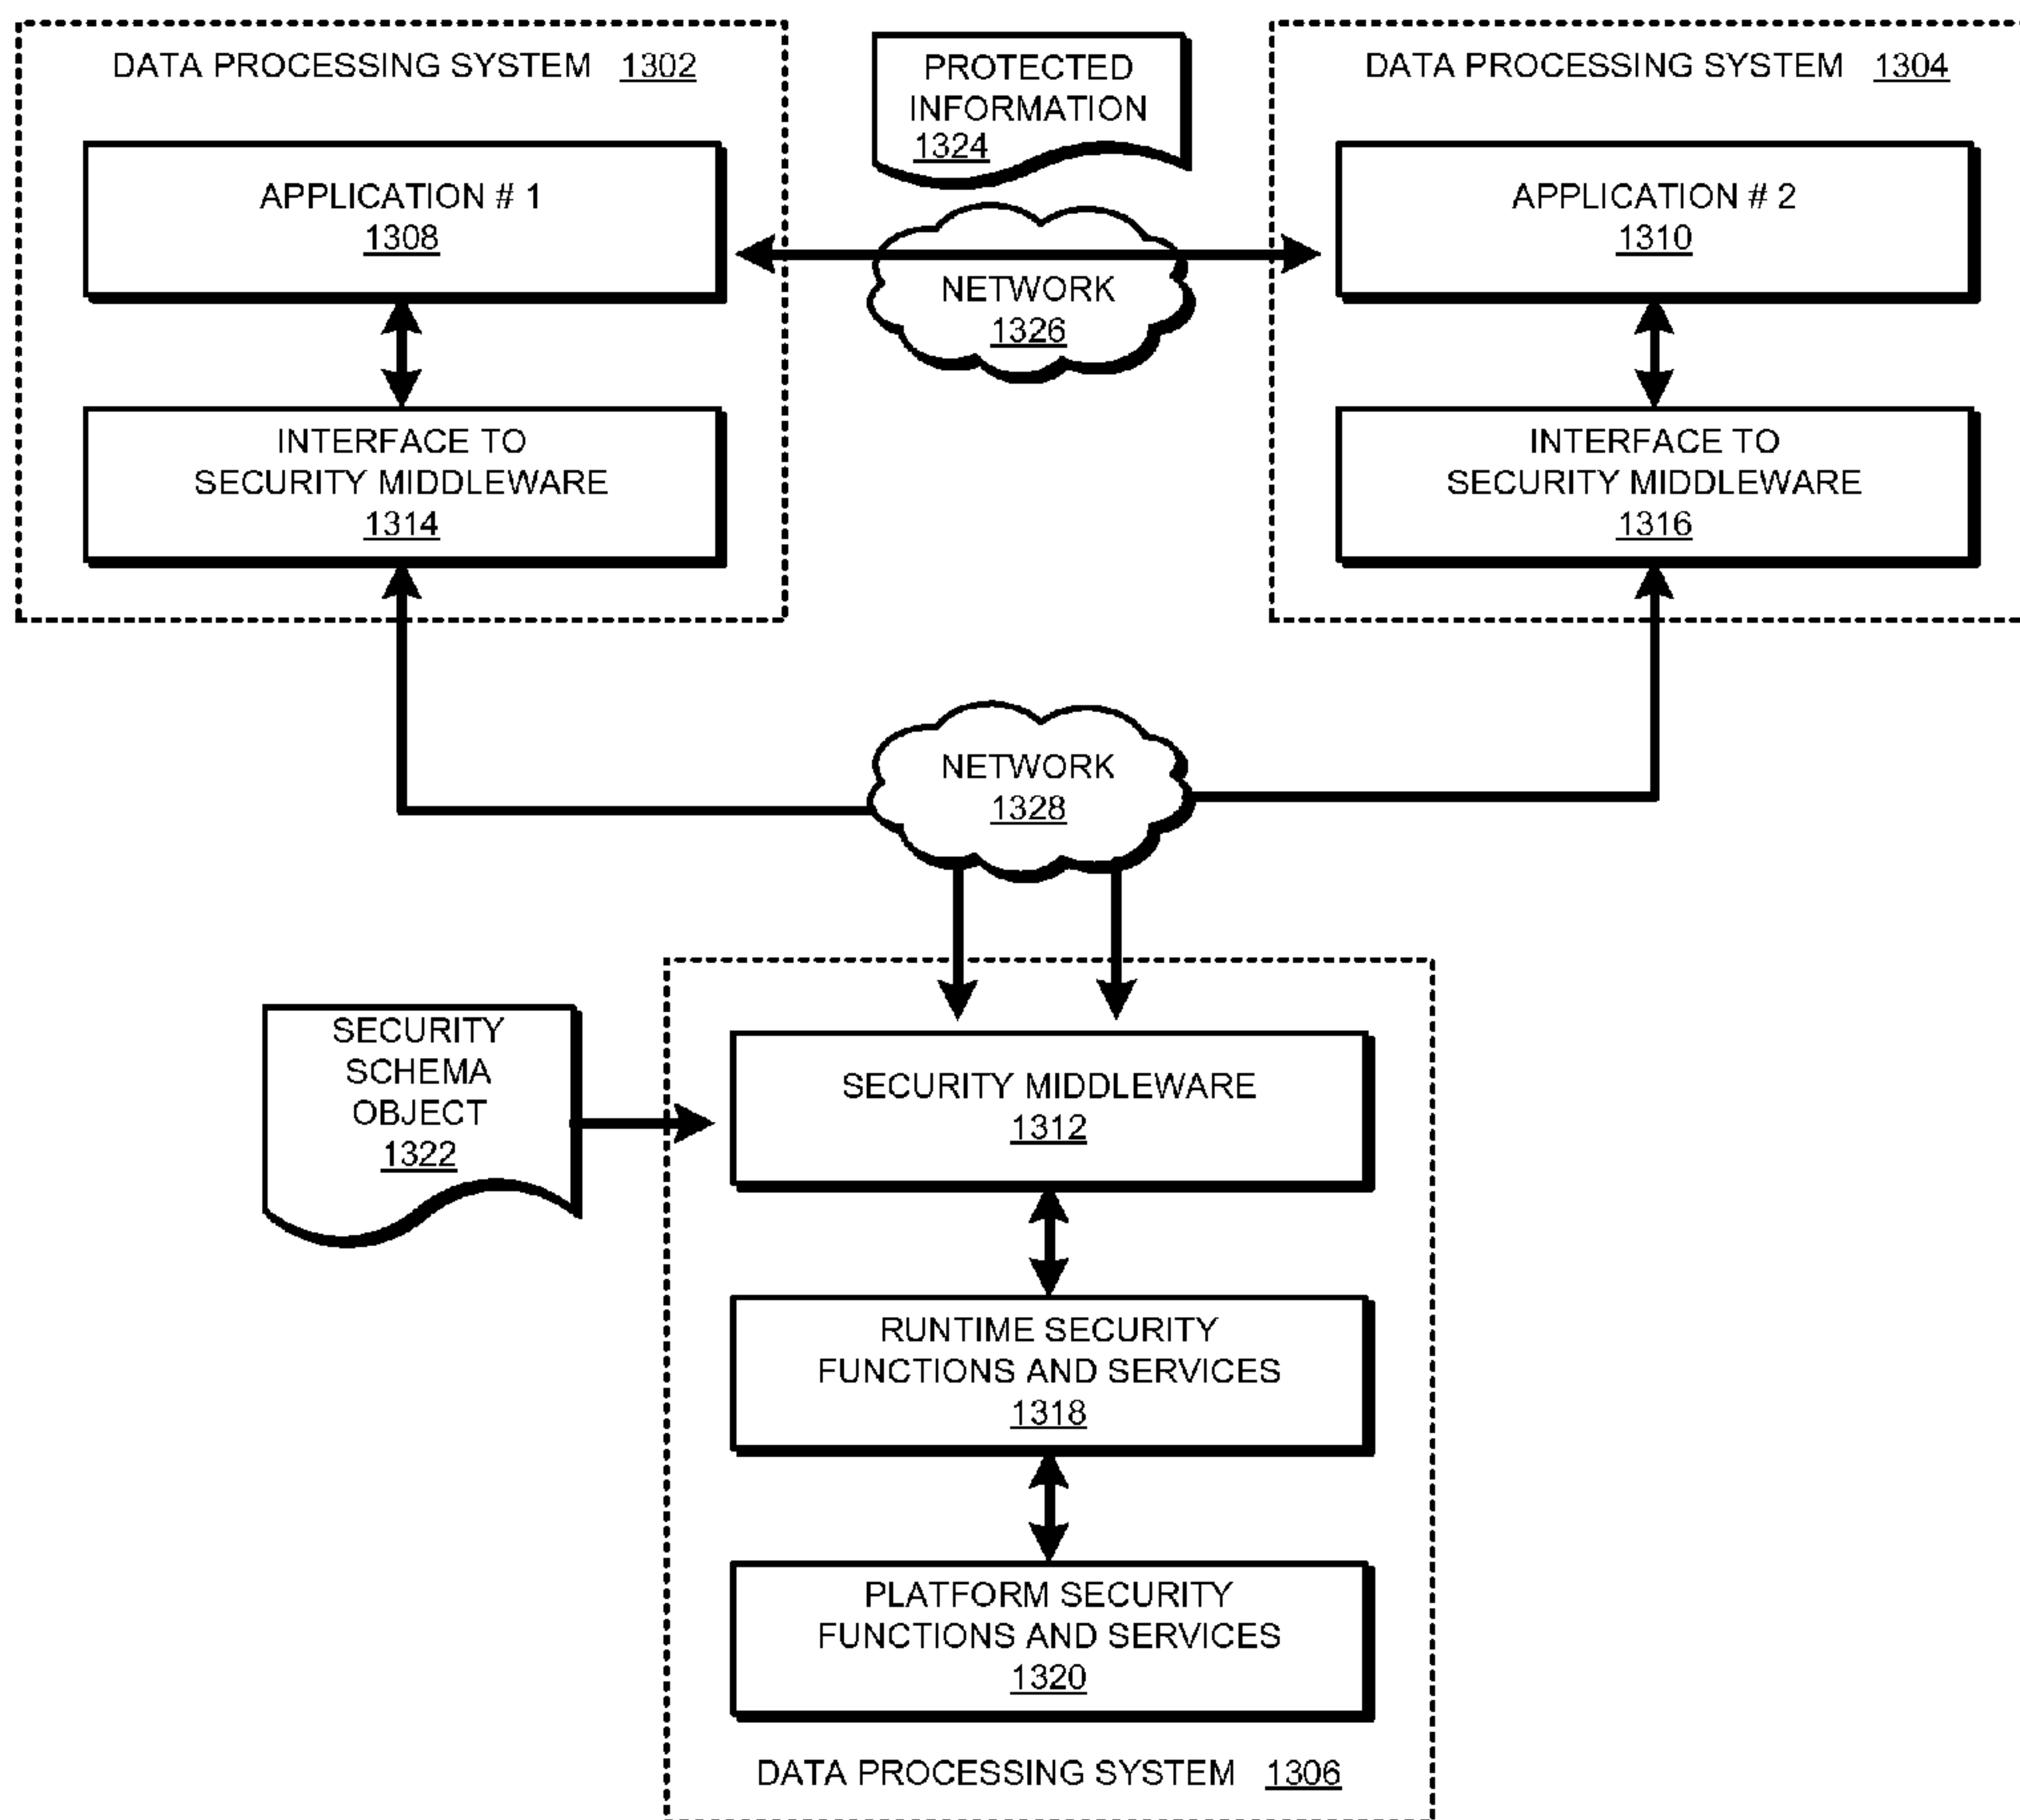 DATA PROCESSING SYSTEM 1302
PROTECTED
INFORMATION
1324
DATA PROCESSING SYSTEM 1304
APPLICATION # 1
1308
APPLICATION # 2
1310
NETWORK
1326
INTERFACE TO
SECURITY MIDDLEWARE
1314
INTERFACE TO
SECURITY MIDDLEWARE
1316
NETWORK
1328
SECURITY
SCHEMA
OBJECT
1322
SECURITY MIDDLEWARE
1312
RUNTIME SECURITY
FUNCTIONS AND SERVICES
1318
PLATFORM SECURITY
FUNCTIONS AND SERVICES
1320
DATA PROCESSING SYSTEM 1306